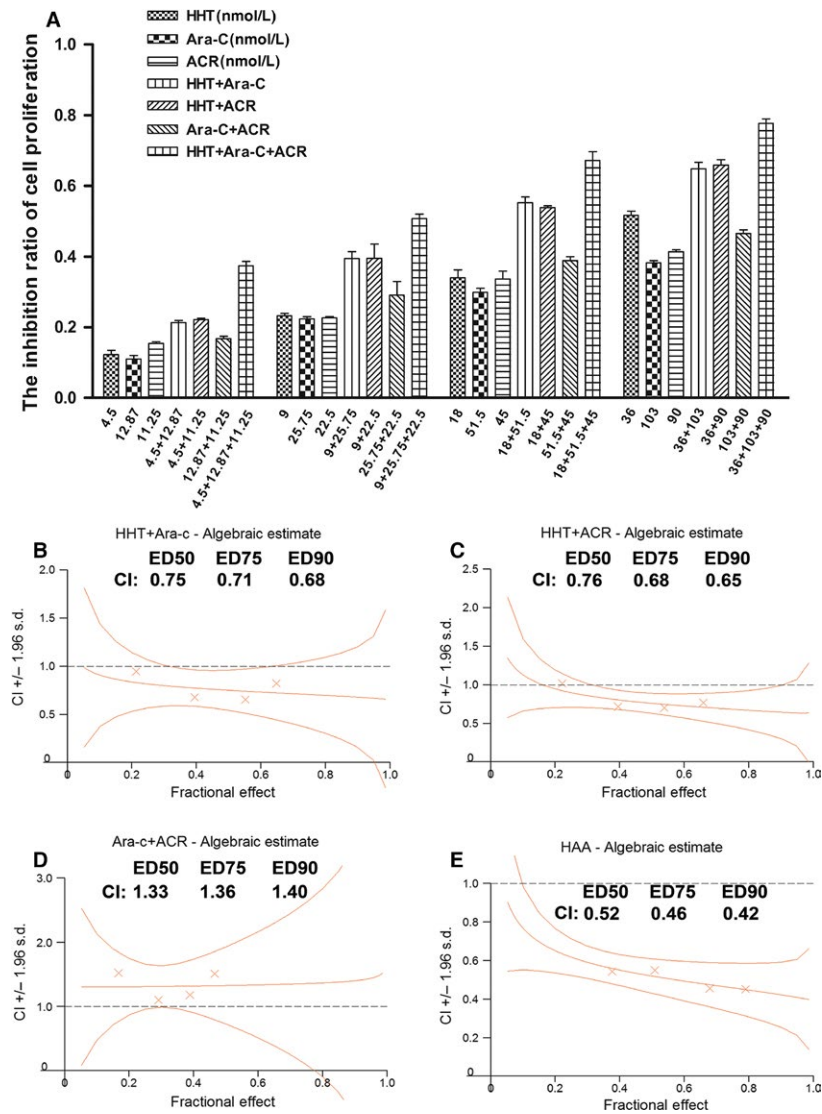 A
HHT(nmol/L)
Ara-C(nmol/L)
ACR(nmol/L)
HHT+Ara-C
HHT+ACR
Ara-C+ACR
HHT+Ara-C+ACR
The inhibition ratio of cell proliferation
1.0
0.8
0.6
0.4
0.2
0.0
4.5
12.87
11.25
4.5+12.87
4.5+11.25
12.87+11.25
4.5+12.87+11.25
9
25.75
22.5
9+25.75
9+22.5
25.75+22.5
9+25.75+22.5
18
51.5
45
18+51.5
18+45
51.5+45
18+51.5+45
36
103
90
36+103
36+90
103+90
36+103+90
B
HHT+Ara-c - Algebraic estimate
ED50 ED75 ED90
CI: 0.75 0.71 0.68
CI +/− 1.96 s.d.
2.0
1.5
1.0
0.5
0
0 0.2 0.4 0.6 0.8 1.0
Fractional effect
C
HHT+ACR - Algebraic estimate
ED50 ED75 ED90
CI: 0.76 0.68 0.65
CI +/− 1.96 s.d.
2.5
2.0
1.5
1.0
0.5
0
0 0.2 0.4 0.6 0.8 1.0
Fractional effect
D
Ara-c+ACR - Algebraic estimate
ED50 ED75 ED90
CI: 1.33 1.36 1.40
CI +/− 1.96 s.d.
3.0
2.0
1.0
0
0 0.2 0.4 0.6 0.8 1.0
Fractional effect
E
HAA - Algebraic estimate
ED50 ED75 ED90
CI: 0.52 0.46 0.42
CI +/− 1.96 s.d.
1.0
0.8
0.6
0.4
0.2
0
0 0.2 0.4 0.6 0.8 1.0
Fractional effect